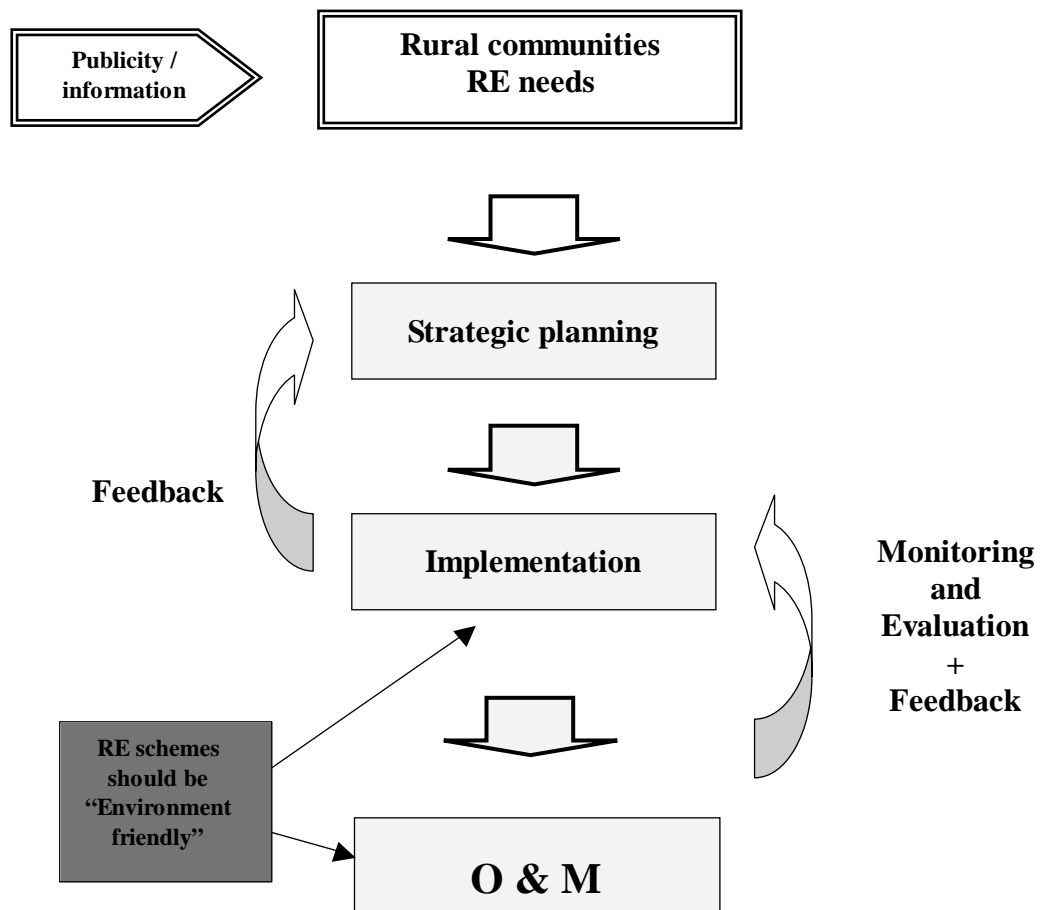 Publicity /
information
Rural communities
RE needs
Strategic planning
Feedback
Implementation
Monitoring
and
Evaluation
+
Feedback
RE schemes
should be
“Environment
friendly”
O & M